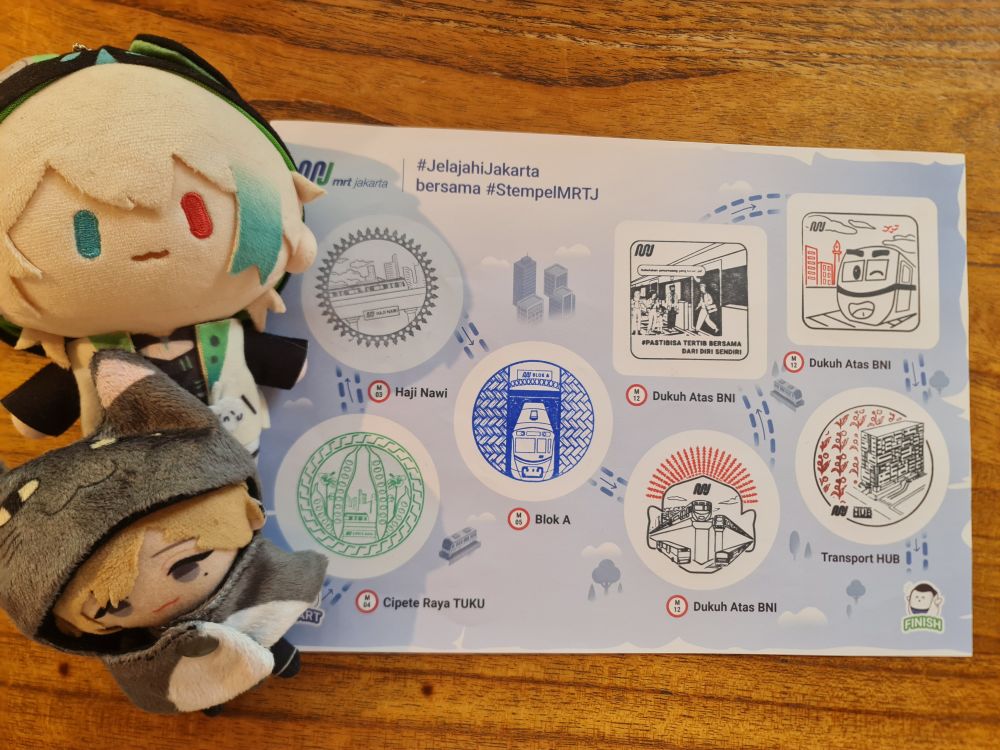 mrt jakarta
#JelajahiJakarta
bersama #StempelMRTJ
HAJI NAWI
M
03
Haji Nawi
ART
M
04
Cipete Raya TUKU
BLOK A
M
05
Blok A
#PASTIBISA TERTIB BERSAMA
DARI DIRI SENDIRI
M
12
Dukuh Atas BNI
M
12
Dukuh Atas BNI
M
12
Dukuh Atas BNI
HUB
Transport HUB
FINISH